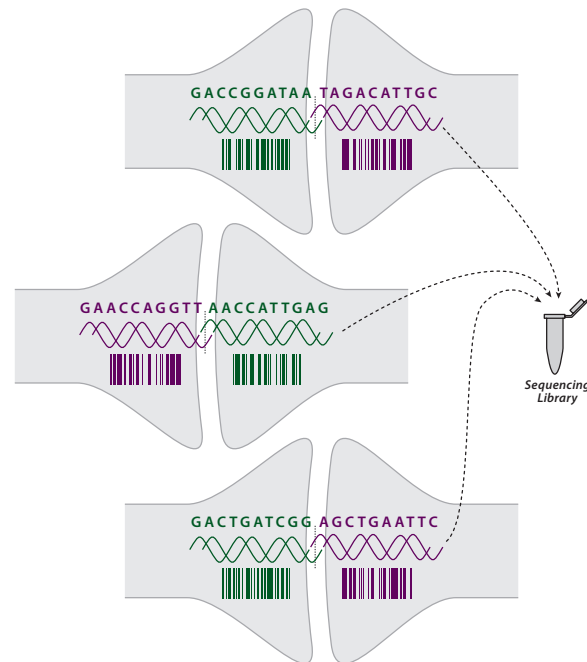 GACCGGATAA TAGACATTGC
GAACCAGGTT AACCATTGAG
Sequencing
Library
GACTGATCGG AGCTGAATTC